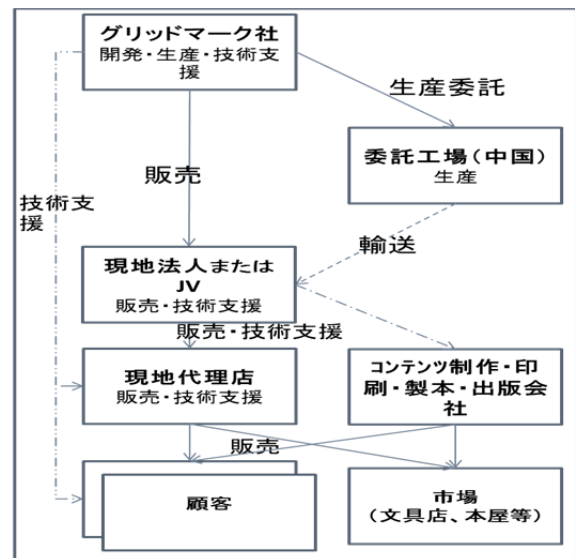 グリッドマーク社
開発・生産・技術支
援
生産委託
委託工場(中国)
生産
販売
技術支
援
輸送
現地法人または
JV
販売・技術支援
販売・技術支援
現地代理店
販売・技術支援
コンテンツ制作・印
刷・製本・出版会
社
販売
顧客
市場
(文具店、本屋等)